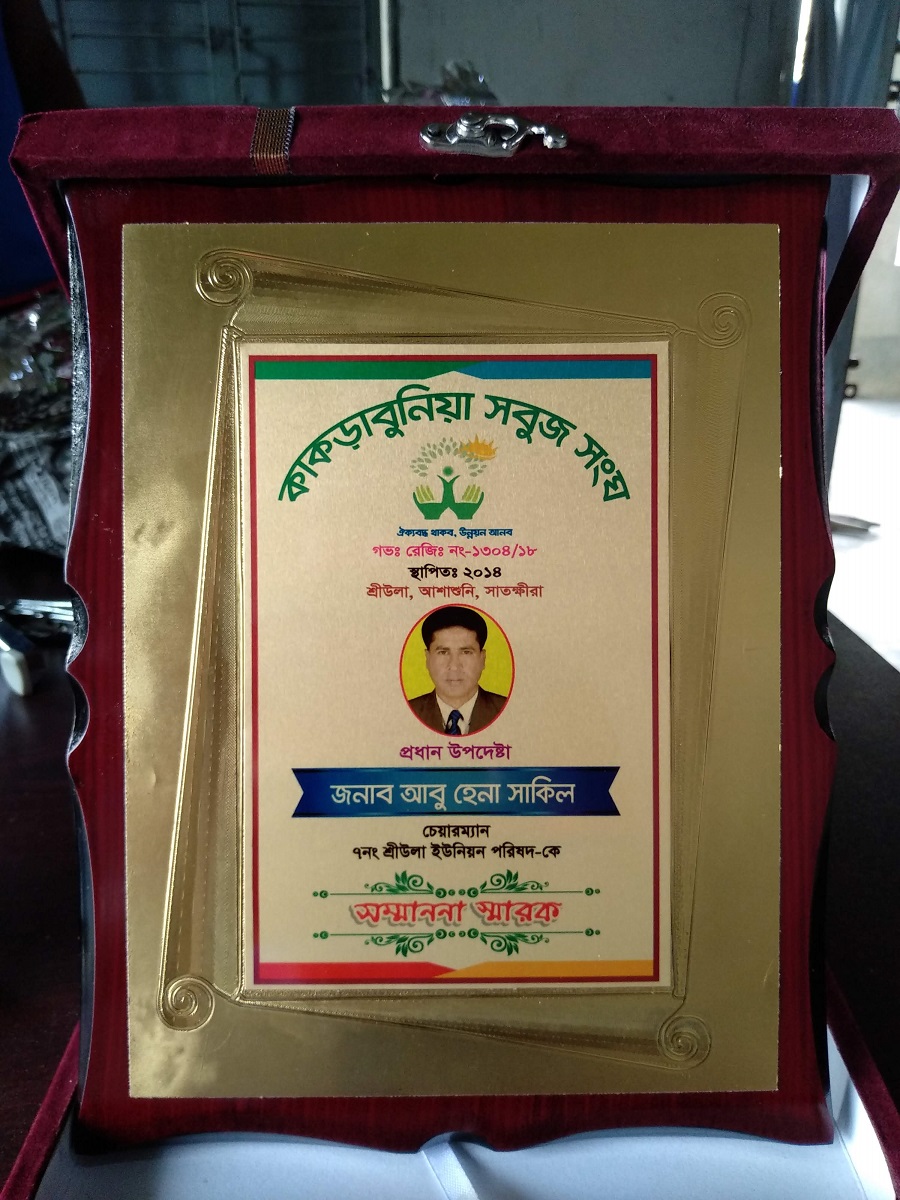 কাকড়াবুনিয়া সবুজ সংঘ
ঐক্যবদ্ধ থাকব, উন্নয়ন আনব
গভঃ রেজিঃ নং-১৩০৪/১৮
স্থাপিতঃ ২০১৪
শ্রীউলা, আশাশুনি, সাতক্ষীরা
প্রধান উপদেষ্টা
জনাব আবু হেনা সাকিল
চেয়ারম্যান
৭নং শ্রীউলা ইউনিয়ন পরিষদ-কে
সম্মাননা স্মারক